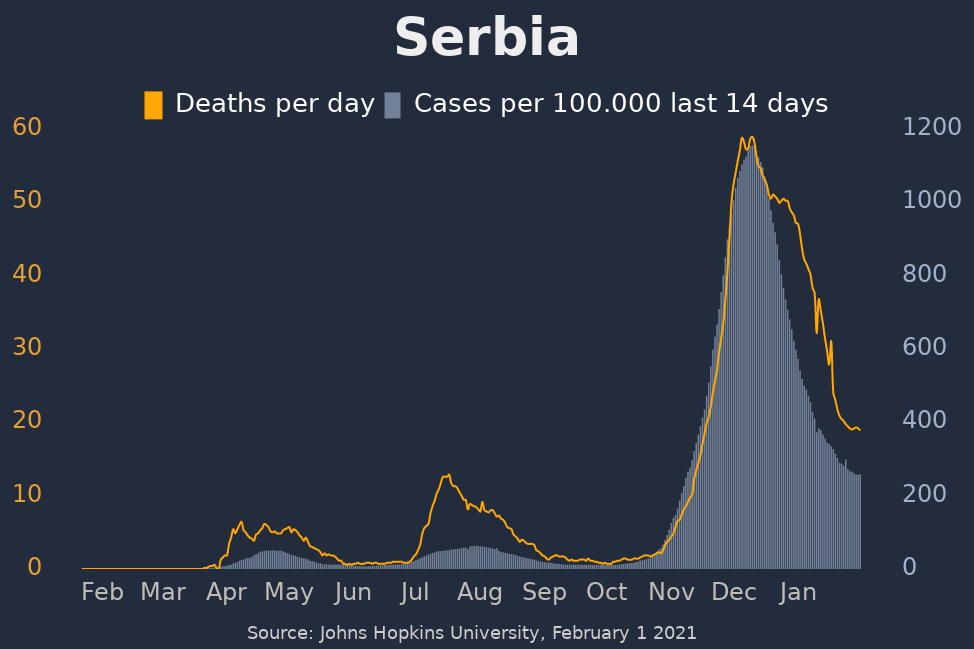 Serbia
Deaths per day Cases per 100.000 last 14 days
60 1200
50 1000
40 800
30 600
20 400
10 200
0 0
Feb Mar Apr May Jun Jul Aug Sep Oct Nov Dec Jan
Source: Johns Hopkins University, February 1 2021